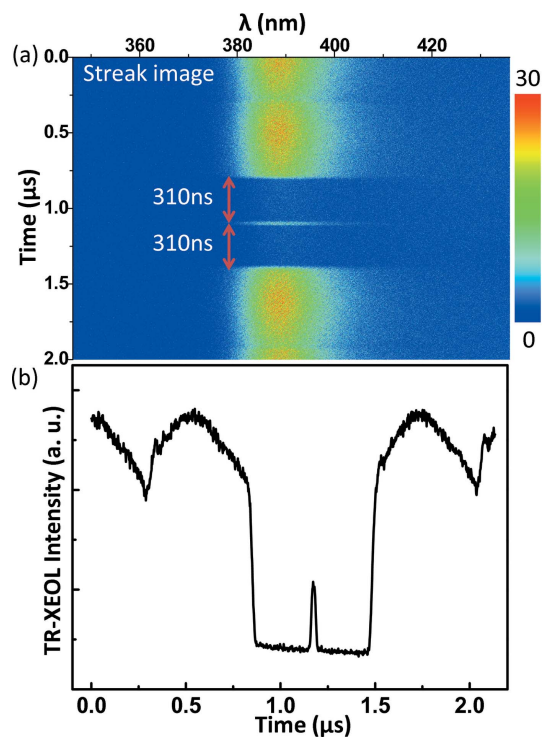 λ (nm)
360 380 400 420
(a)
Streak image
30
0.0
0.5
310ns
1.0
310ns
1.5
2.0
0
Time (µs)
(b)
TR-XEOL Intensity (a. u.)
0.0 0.5 1.0 1.5 2.0
Time (µs)